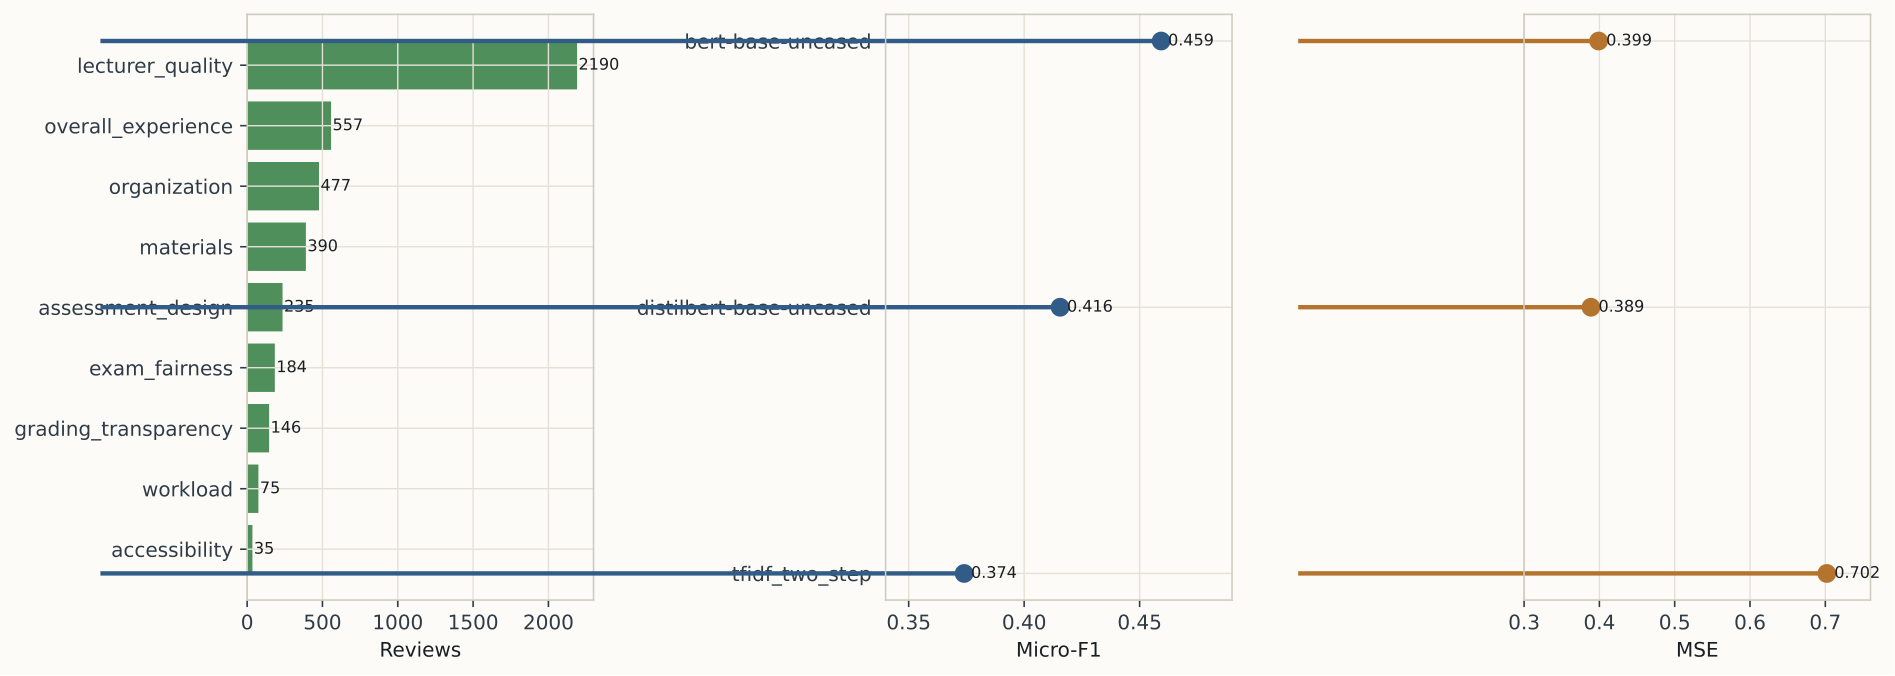 lecturer_quality
2190
overall_experience
557
organization
477
materials
390
assessment_design
235
exam_fairness
184
grading_transparency
146
workload
75
accessibility
35
0 500 1000 1500 2000
Reviews
bert-base-uncased
0.459
distilbert-base-uncased
0.416
tfidf_two_step
0.374
0.35 0.40 0.45
Micro-F1
0.399
0.389
0.702
0.3 0.4 0.5 0.6 0.7
MSE